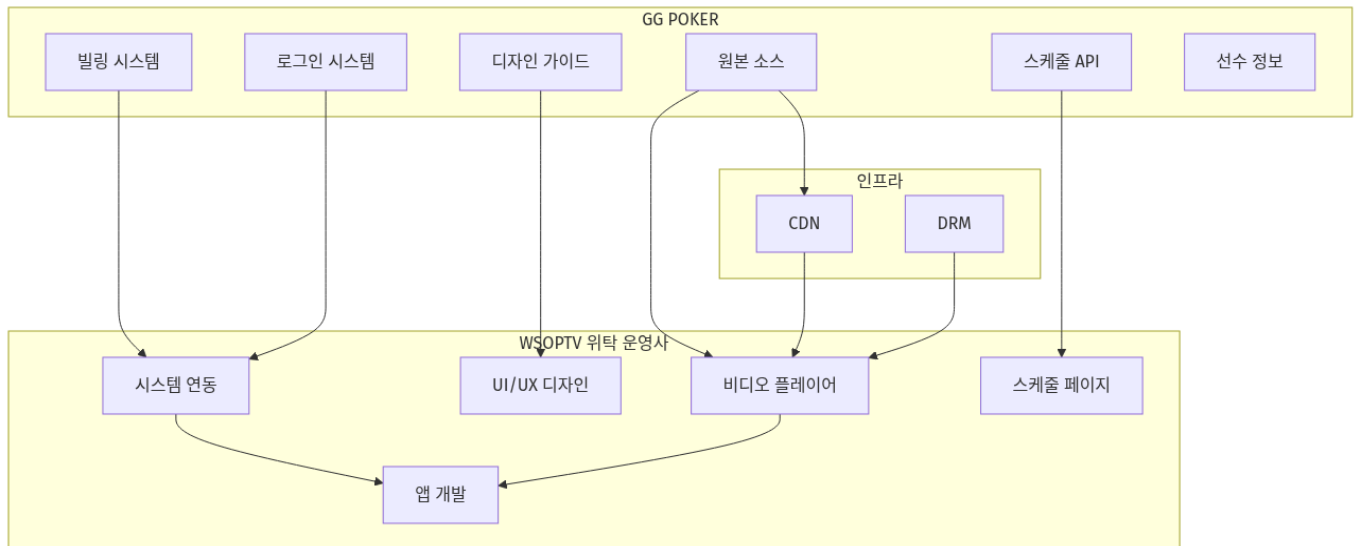 GG POKER
빌링 시스템
로그인 시스템
디자인 가이드
원본 소스
스케줄 API
선수 정보
인프라
CDN
DRM
WSOPTV 위탁 운영사
시스템 연동
UI/UX 디자인
비디오 플레이어
스케줄 페이지
앱 개발